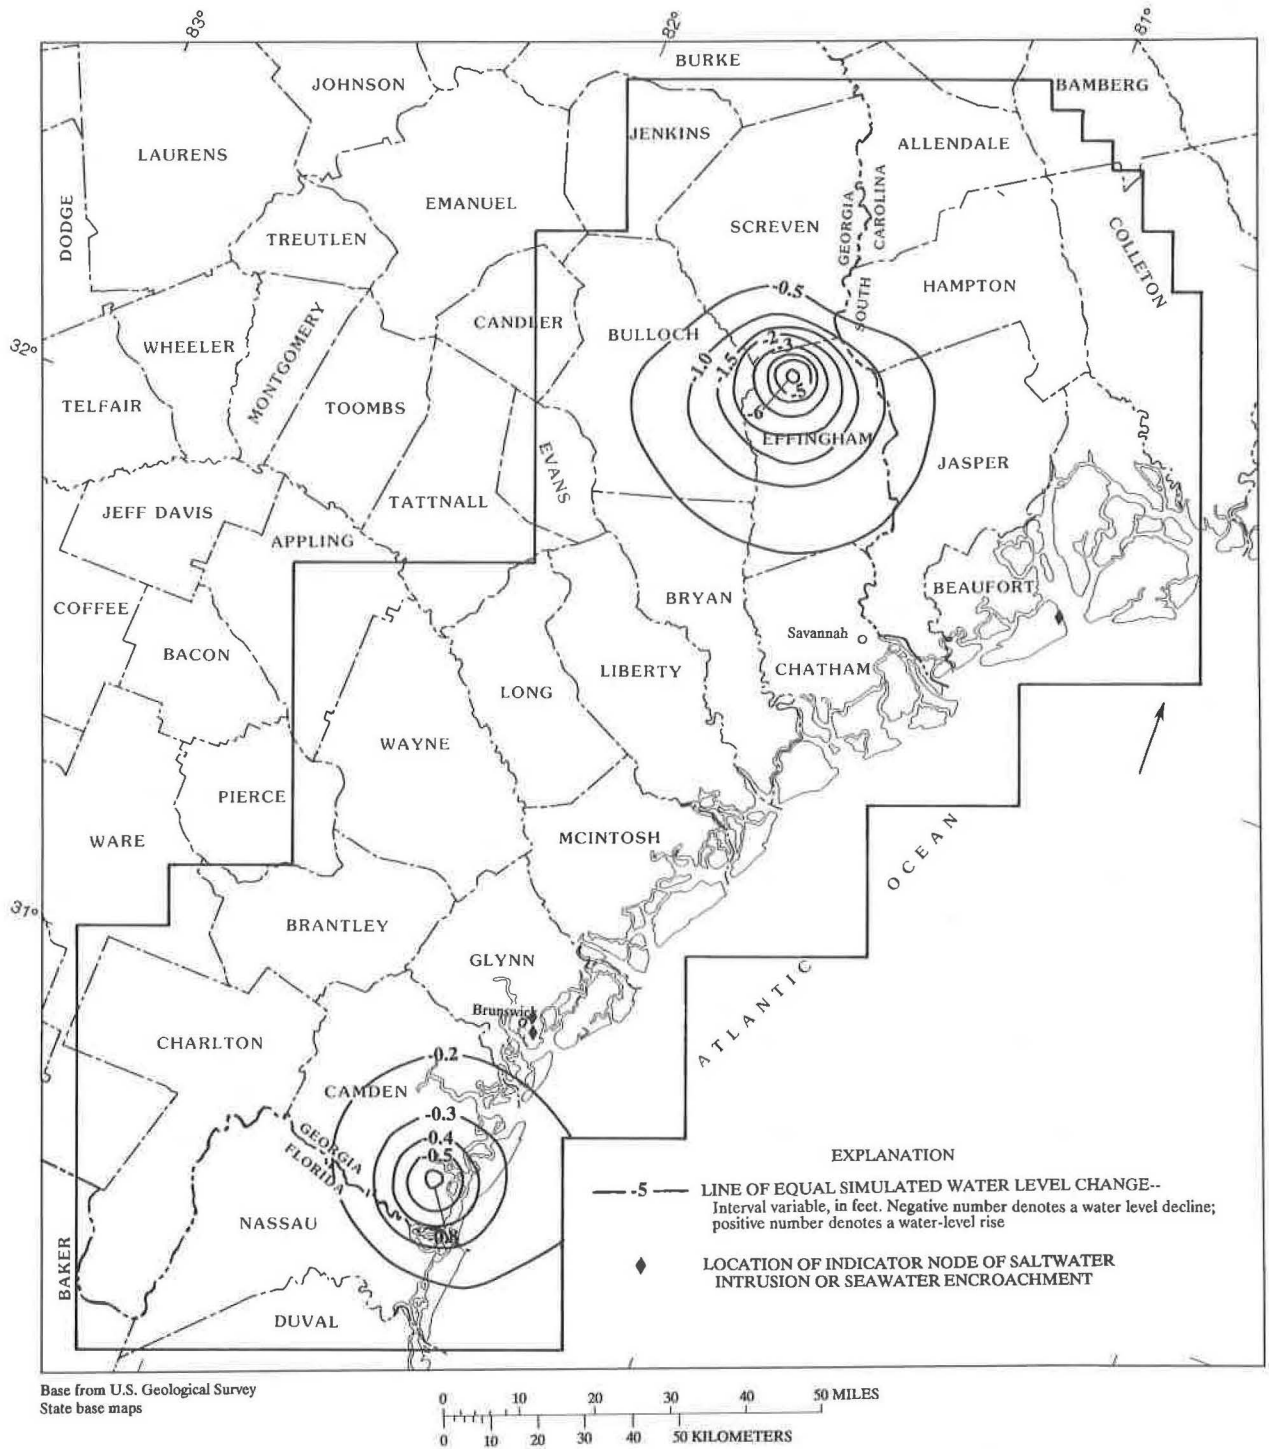 83°
82°
81°
BURKE
JOHNSON
BAMBERG
JENKINS
LAURENS
ALLENDALE
EMANUEL
DODGE
SCREVEN
GEORGIA
SOUTH CAROLINA
TREUTLEN
COLLETON
HAMPTON
-0.5
CANDLER
BULLOCH
MONTGOMERY
WHEELER
32°
-2
-3
-1.0
-1.5
-5
-6
TELFAIR
TOOMBS
EFFINGHAM
EVANS
JASPER
TATTNALL
JEFF DAVIS
APPLING
BEAUFORT
BRYAN
COFFEE
Savannah
BACON
LIBERTY
CHATHAM
LONG
WAYNE
PIERCE
WARE
MCINTOSH
ATLANTIC OCEAN
31°
BRANTLEY
GLYNN
Brunswick
CHARLTON
-0.2
CAMDEN
-0.3
GEORGIA
FLORIDA
-0.4
-0.5
NASSAU
-0.8
BAKER
DUVAL
EXPLANATION
-5
LINE OF EQUAL SIMULATED WATER LEVEL CHANGE--
Interval variable, in feet. Negative number denotes a water level decline;
positive number denotes a water-level rise
LOCATION OF INDICATOR NODE OF SALTWATER
INTRUSION OR SEAWATER ENCROACHMENT
Base from U.S. Geological Survey
State base maps
0 10 20 30 40 50 MILES
0 10 20 30 40 50 KILOMETERS